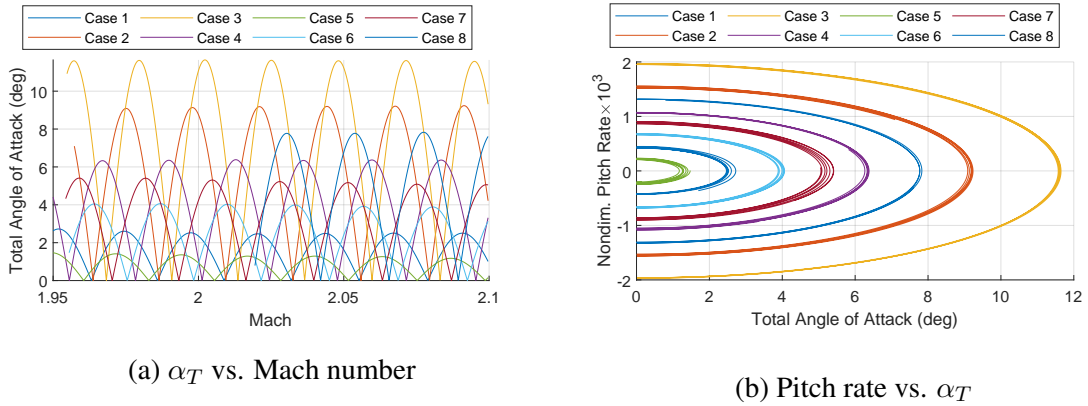 Case 1 Case 3 Case 5 Case 7
Case 2 Case 4 Case 6 Case 8
Total Angle of Attack (deg)
10
8
6
4
2
0
1.95 2 2.05 2.1
Mach
(a) αT vs. Mach number
Case 1 Case 3 Case 5 Case 7
Case 2 Case 4 Case 6 Case 8
Nondim. Pitch Rate×10^3
2
1
0
-1
-2
0 2 4 6 8 10 12
Total Angle of Attack (deg)
(b) Pitch rate vs. αT